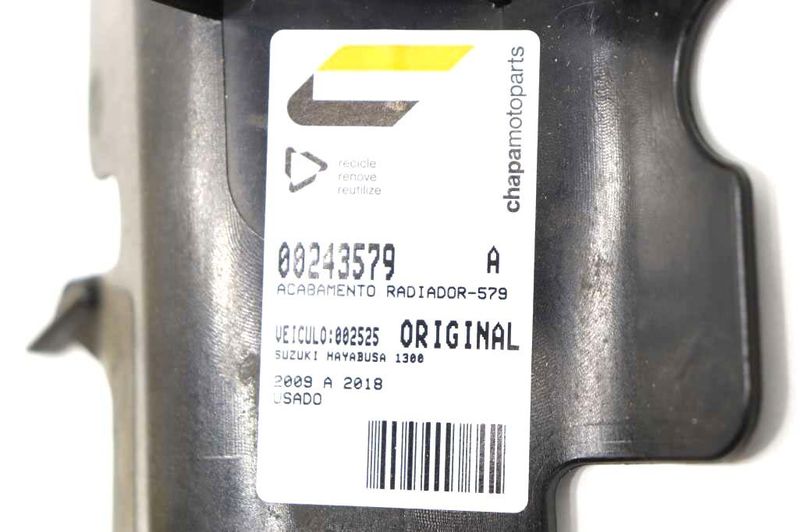 chapamotoparts
recicle
renove
reutilize
00243579 A
ACABAMENTO RADIADOR-579
VEICULO:002525 ORIGINAL
SUZUKI HAYABUSA 1300
2009 A 2018
USADO